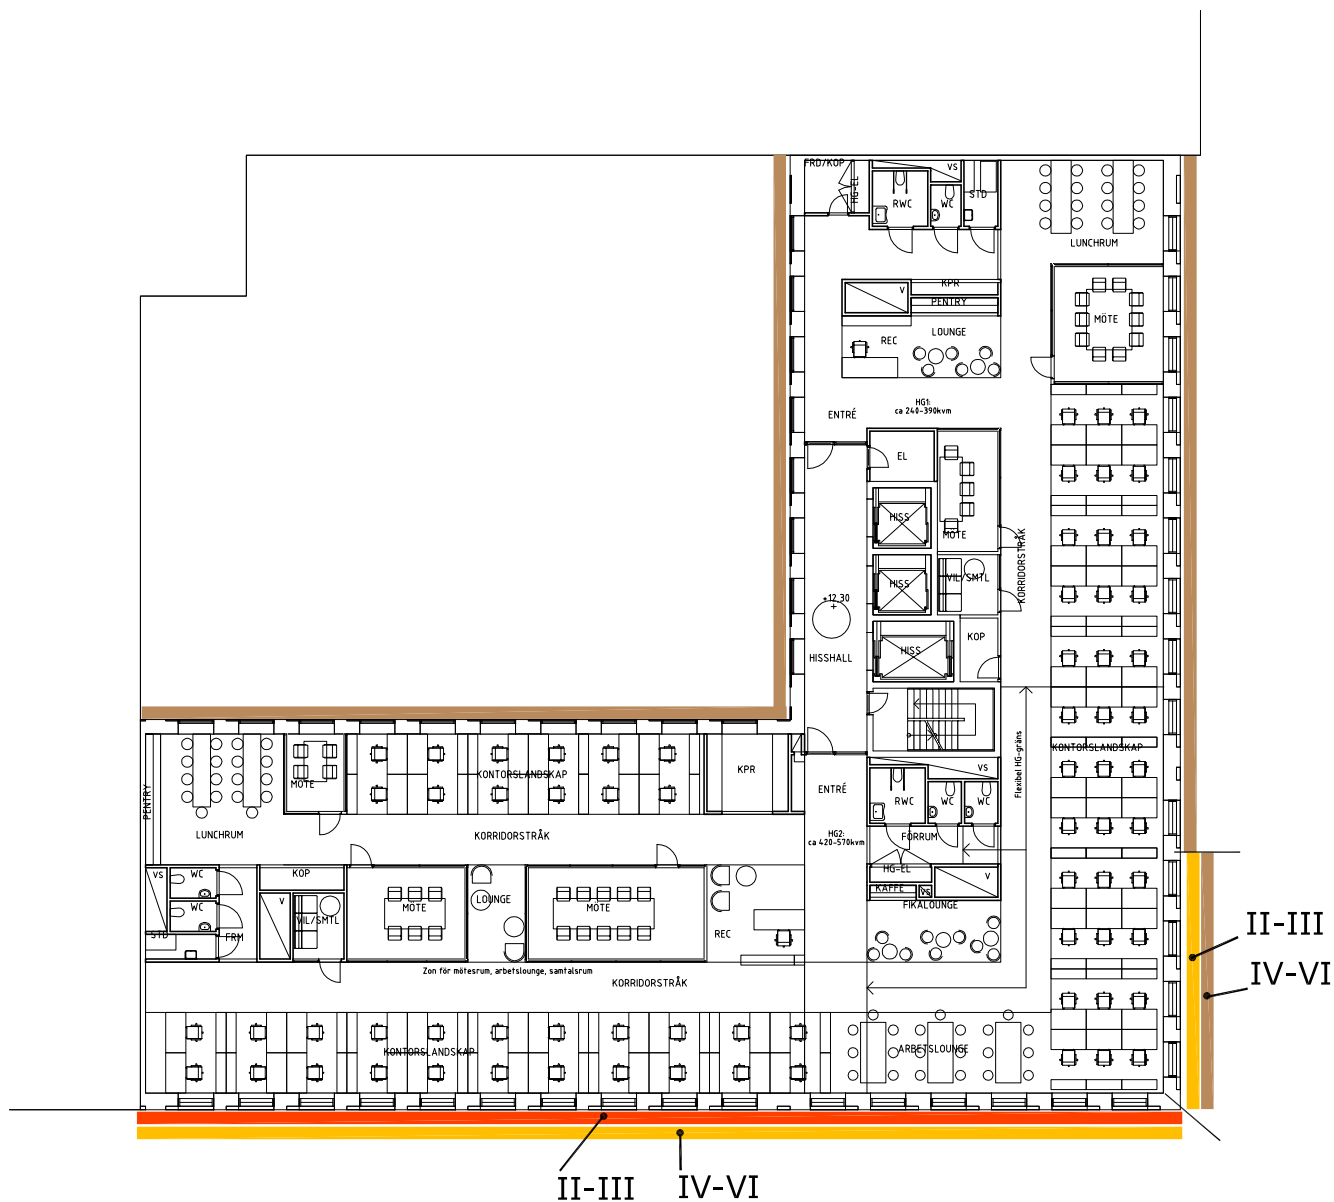 FRD/KOP
HG-EL
VS
RWC
WC
STD
LUNCHRUM
KPR
V
PENTRY
MÖTE
LOUNGE
REC
HG1:
ca 240-390kvm
ENTRÉ
EL
HISS
MÖTE
KORRIDORSTRÅK
HISS
VIL/SMTL
+12,30
KOP
HISSHALL
HISS
Flexibel HG-gräns
KONTORSLANDSKAP
VS
KPR
KONTORSLANDSKAP
MÖTE
PENTRY
ENTRÉ
RWC
WC
WC
LUNCHRUM
KORRIDORSTRÅK
HG2:
ca 420-570kvm
FÖRRUM
VS
WC
KOP
HG-EL
V
KAFFE
VS
V
LOUNGE
MÖTE
MÖTE
FIKALOUNGE
WC
VIL/SMTL
STD
FRM
REC
II-III
Zon för mötesrum, arbetslounge, samtalsrum
IV-VI
KORRIDORSTRÅK
KONTORSLANDSKAP
ARBETSLOUNGE
II-III
IV-VI